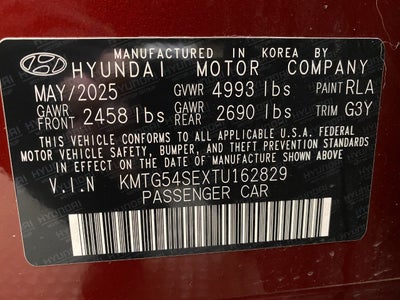 MANUFACTURED IN KOREA BY
HYUNDAI MOTOR COMPANY
MAY/2025 GVWR 4993 lbs PAINT RLA
GAWR FRONT 2458 lbs GAWR REAR 2690 lbs TRIM G3Y
THIS VEHICLE CONFORMS TO ALL APPLICABLE U.S.A. FEDERAL
MOTOR VEHICLE SAFETY, BUMPER, AND THEFT PREVENTION
STANDARDS IN EFFECT ON THE DATE OF MANUFACTURE SHOWN ABOVE.
V.I.N KMTG54SEXTU162829
PASSENGER CAR